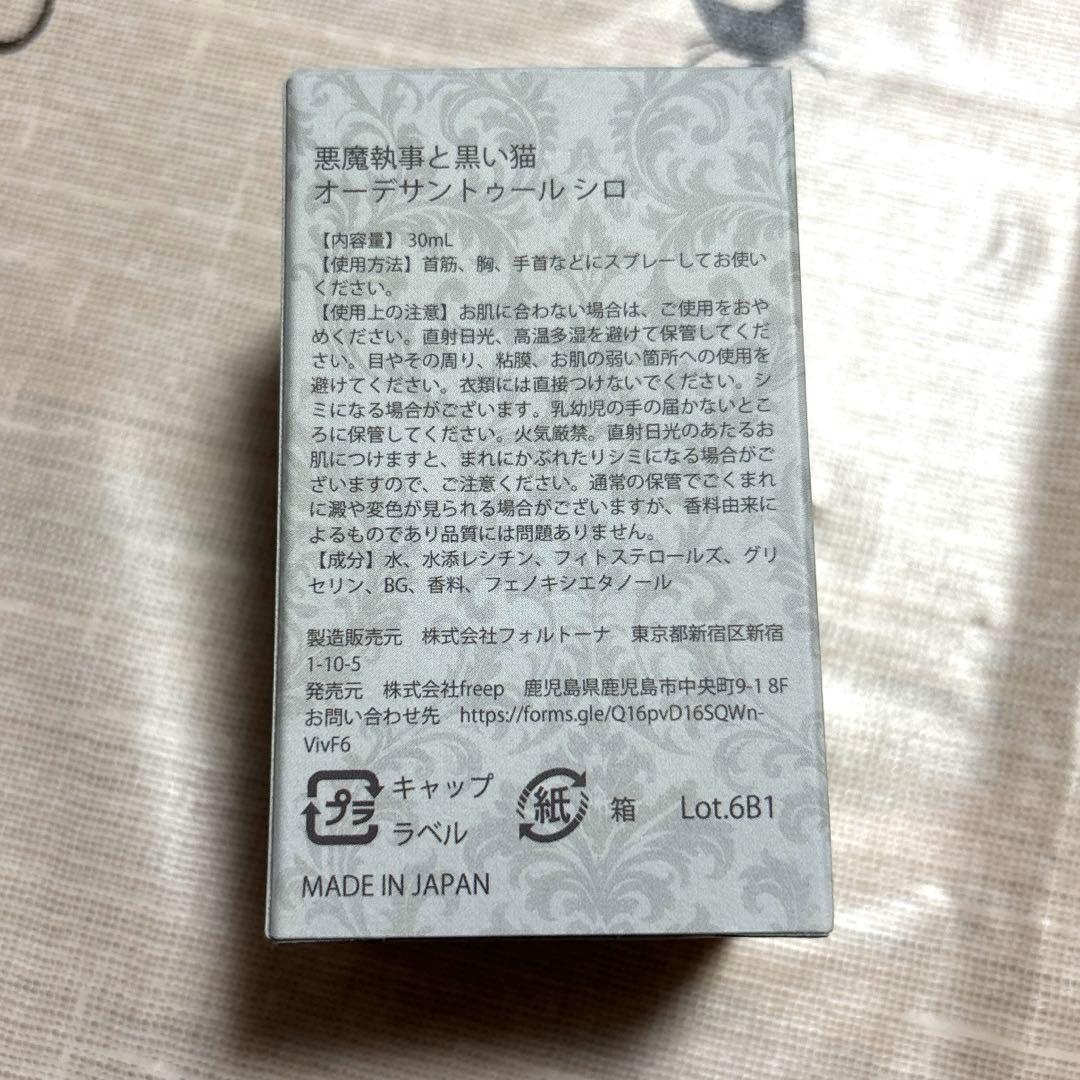 悪魔執事と黒い猫
オーデサントゥール シロ
【内容量】 30mL
【使用方法】首筋、胸、手首などにスプレーしてお使い
ください。
【使用上の注意】お肌に合わない場合は、ご使用をおや
めください。直射日光、高温多湿を避けて保管してくだ
さい。目やその周り、粘膜、お肌の弱い箇所への使用を
避けてください。衣類には直接つけないでください。シ
ミになる場合がございます。乳幼児の手の届かないとこ
ろに保管してください。火気厳禁。直射日光のあたるお
肌につけますと、まれにかぶれたりシミになる場合がご
ざいますので、ご注意ください。通常の保管でごくまれ
に澱や変色が見られる場合がございますが、香料由来に
よるものであり品質には問題ありません。
【成分】水、水添レシチン、フィトステロールズ、グリ
セリン、BG、香料、フェノキシエタノール
製造販売元　株式会社フォルトーナ　東京都新宿区新宿
1-10-5
発売元　株式会社freep　鹿児島県鹿児島市中央町9-1 8F
お問い合わせ先　https://forms.gle/Q16pvD16SQWn-
VivF6
プラ キャップ
ラベル
紙 箱 Lot.6B1
MADE IN JAPAN